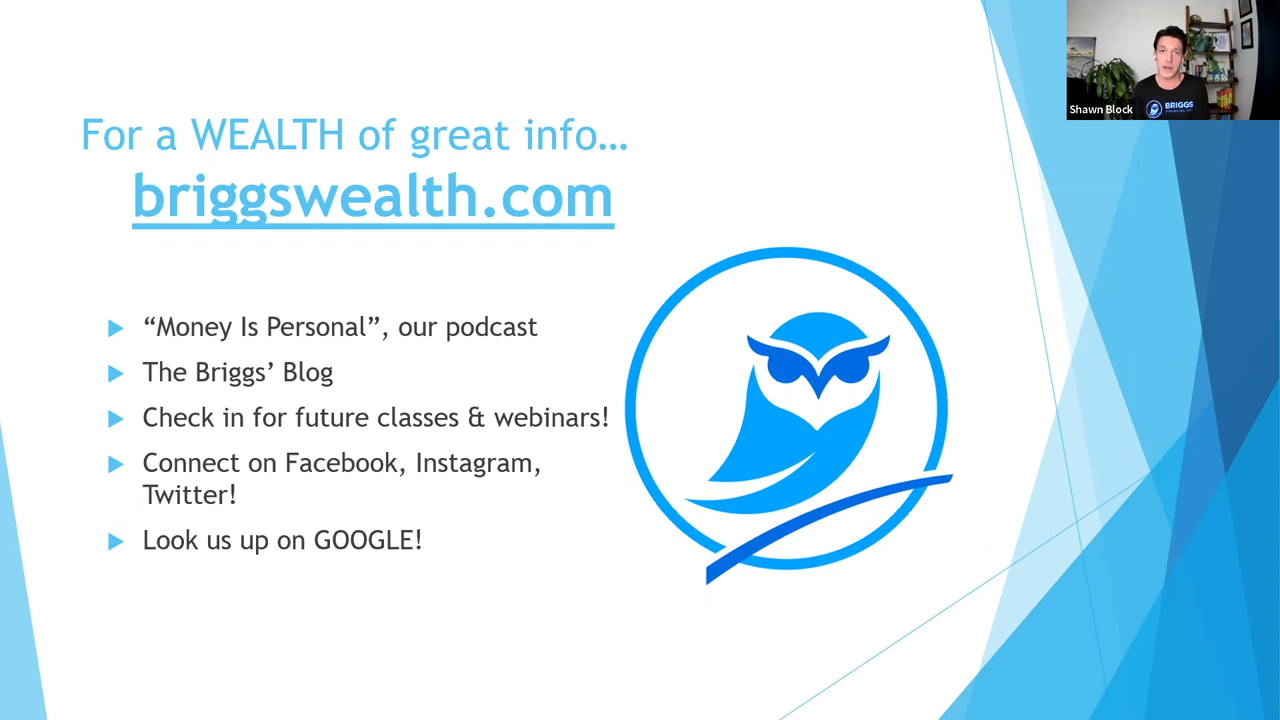 For a WEALTH of great info…
briggswealth.com
“Money Is Personal”, our podcast
The Briggs’ Blog
Check in for future classes & webinars!
Connect on Facebook, Instagram,
Twitter!
Look us up on GOOGLE!
Shawn Block
BRIGGS